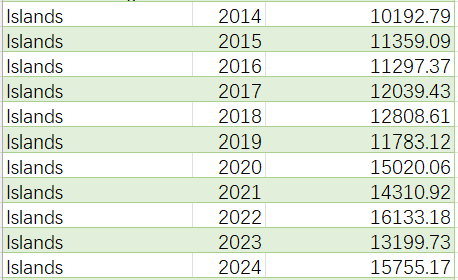 Islands 2014 10192.79
Islands 2015 11359.09
Islands 2016 11297.37
Islands 2017 12039.43
Islands 2018 12808.61
Islands 2019 11783.12
Islands 2020 15020.06
Islands 2021 14310.92
Islands 2022 16133.18
Islands 2023 13199.73
Islands 2024 15755.17